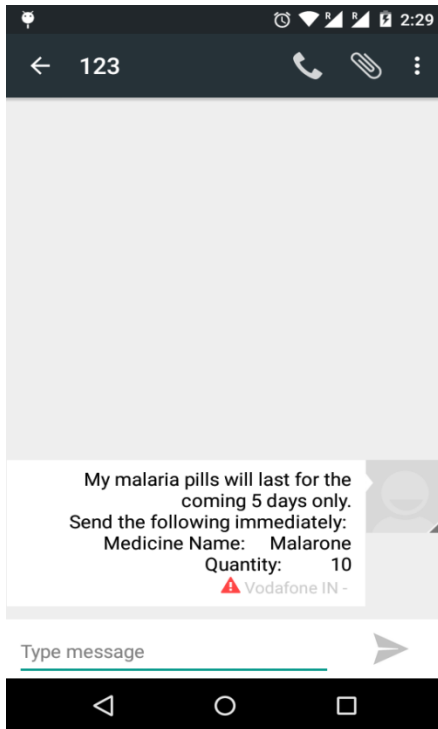 2:29
123
My malaria pills will last for the
coming 5 days only.
Send the following immediately:
Medicine Name: Malarone
Quantity: 10
Vodafone IN -
Type message